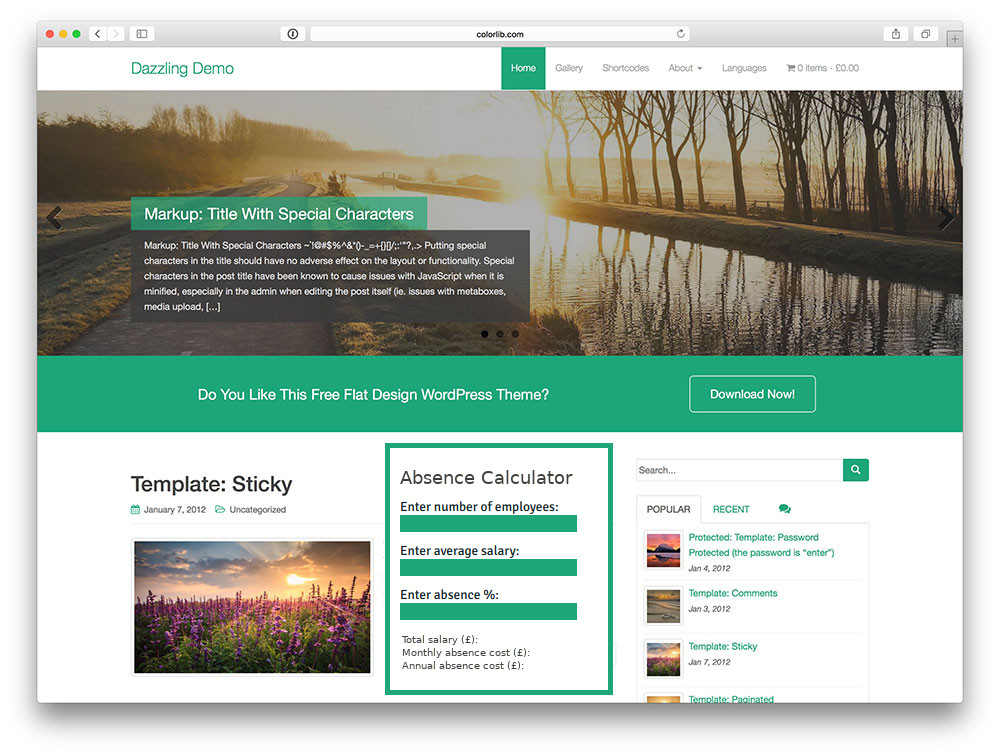 colorlib.com
Dazzling Demo
Home
Gallery
Shortcodes
About
Languages
0 items - £0.00
Markup: Title With Special Characters
Markup: Title With Special Characters ~`!@#$%^&*()-_=+{}[]/;:'"?,.> Putting special
characters in the title should have no adverse effect on the layout or functionality. Special
characters in the post title have been known to cause issues with JavaScript when it is
minified, especially in the admin when editing the post itself (ie. issues with metaboxes,
media upload, [...]
Do You Like This Free Flat Design WordPress Theme?
Download Now!
Template: Sticky
January 7, 2012
Uncategorized
Absence Calculator
Enter number of employees:
Enter average salary:
Enter absence %:
Total salary (£):
Monthly absence cost (£):
Annual absence cost (£):
Search...
POPULAR
RECENT
Protected: Template: Password
Protected (the password is “enter”)
Jan 4, 2012
Template: Comments
Jan 3, 2012
Template: Sticky
Jan 7, 2012
Template: Paginated